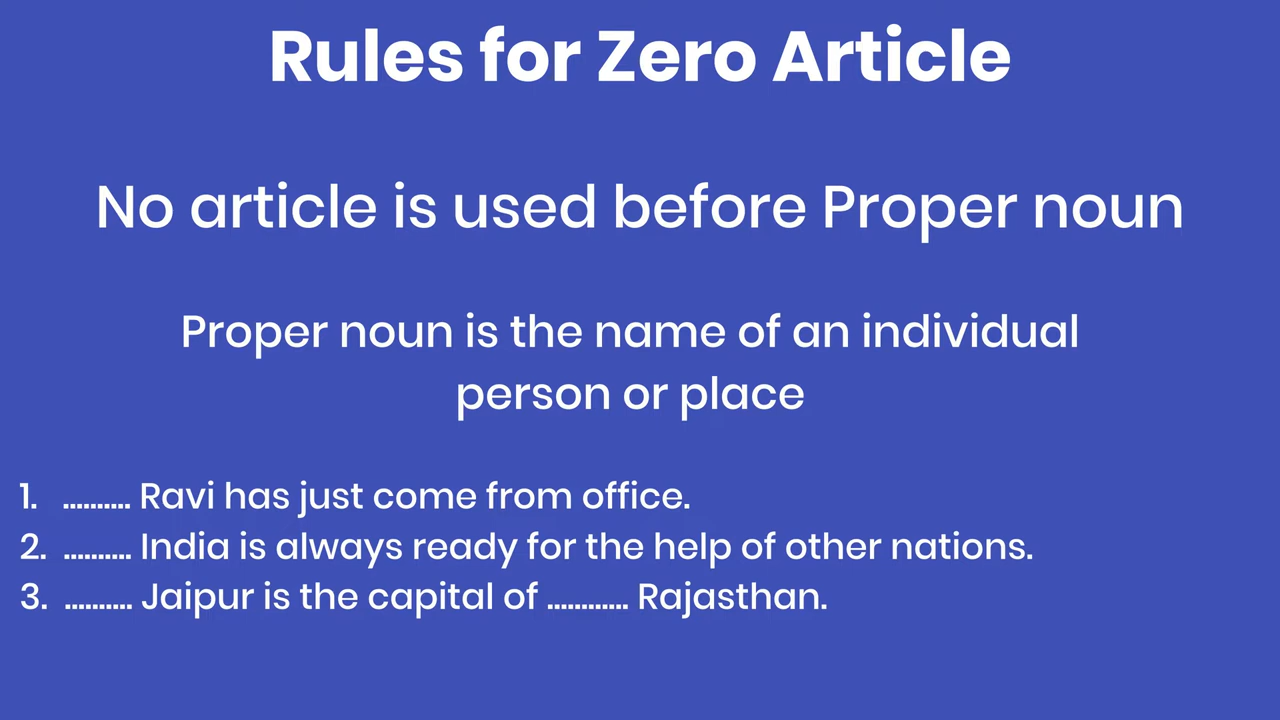 Rules for Zero Article
No article is used before Proper noun
Proper noun is the name of an individual
person or place
1. .......... Ravi has just come from office.
2. .......... India is always ready for the help of other nations.
3. .......... Jaipur is the capital of ............ Rajasthan.